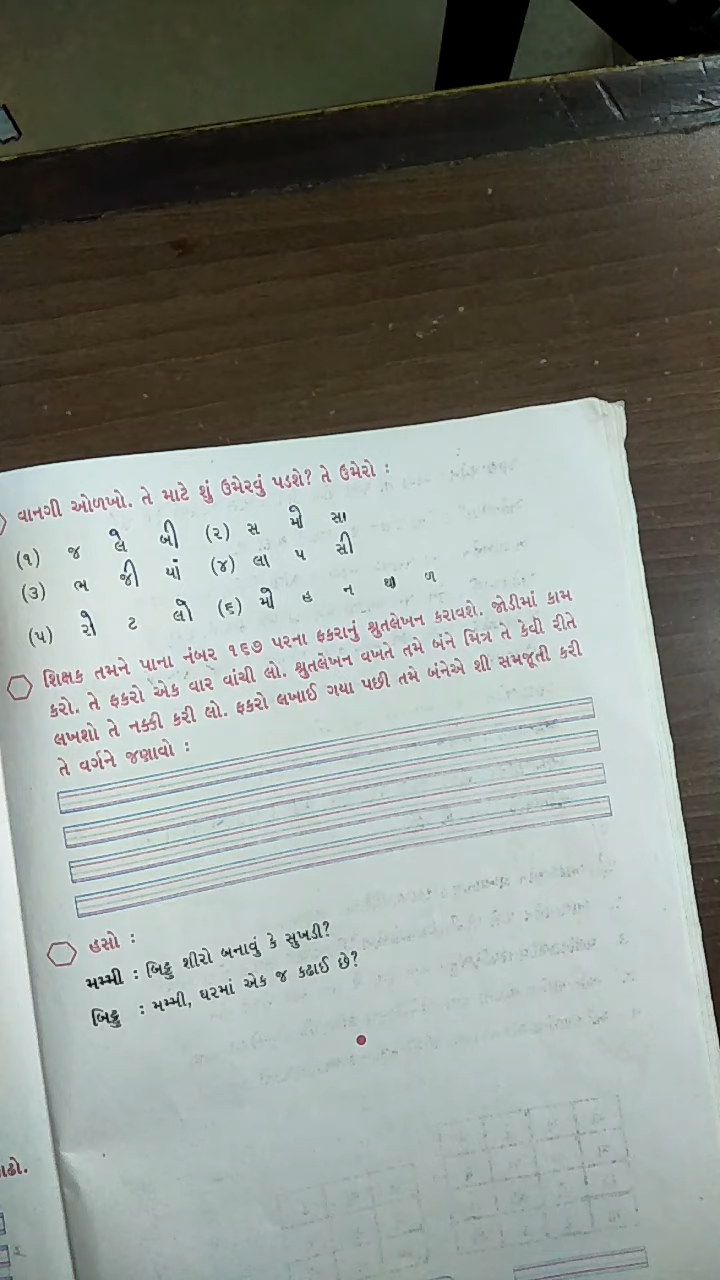 વાનગી ઓળખો. તે માટે શું ઉમેરવું પડશે? તે ઉમેરો :
(૧) જ લે બી (૨) સ મો સા
(૩) ભ જી યાં (૪) લા પ સી
(૫) રો ટ લો (૬) મો હ ન થા ળ
શિક્ષક તમને પાના નંબર ૧૬૭ પરના ફકરાનું શ્રુતલેખન કરાવશે. જોડીમાં કામ
કરો. તે ફકરો એક વાર વાંચી લો. શ્રુતલેખન વખતે તમે બંને મિત્ર તે કેવી રીતે
લખશો તે નક્કી કરી લો. ફકરો લખાઈ ગયા પછી તમે બંનેએ શી સમજૂતી કરી
તે વર્ગને જણાવો :
હસો :
મમ્મી : બિટ્ટુ શીરો બનાવું કે સુખડી?
બિટ્ટુ : મમ્મી, ઘરમાં એક જ કઢાઈ છે?